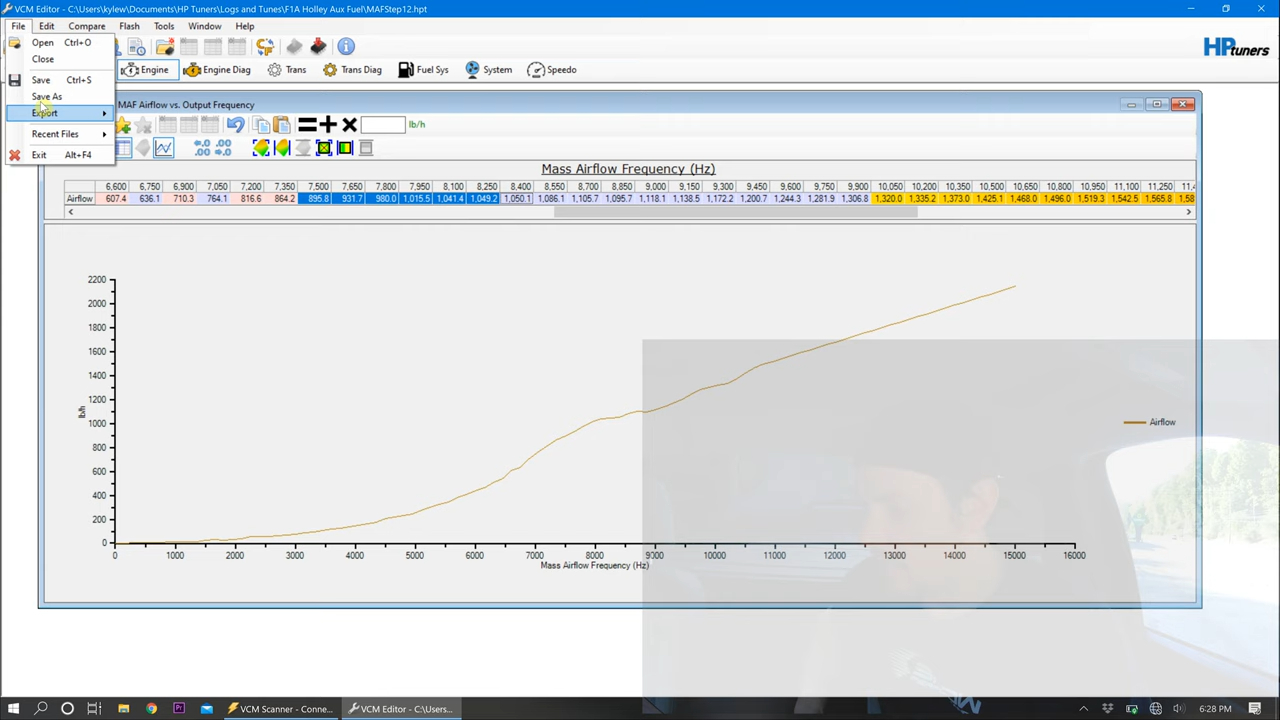 VCM Editor - C:\Users\kylew\Documents\HP Tuners\Logs and Tunes\F1A Holley Aux Fuel\MAFStep12.hpt
File Edit Compare Flash Tools Window Help
Open Ctrl+O
Close
Save Ctrl+S
Save As
Export
Recent Files
Exit Alt+F4
HPtuners
Engine Engine Diag Trans Trans Diag Fuel Sys System Speedo
MAF Airflow vs. Output Frequency
lb/h
Mass Airflow Frequency (Hz)
6,600 6,750 6,900 7,050 7,200 7,350 7,500 7,650 7,800 7,950 8,100 8,250 8,400 8,550 8,700 8,850 9,000 9,150 9,300 9,450 9,600 9,750 9,900 10,050 10,200 10,350 10,500 10,650 10,800 10,950 11,100 11,250 11,4
Airflow 607.4 636.1 710.3 764.1 816.6 864.2 895.8 931.7 980.0 1,015.5 1,041.4 1,049.2 1,050.1 1,086.1 1,105.7 1,095.7 1,118.1 1,138.5 1,172.2 1,200.7 1,244.3 1,281.9 1,306.8 1,320.0 1,335.2 1,373.0 1,425.1 1,468.0 1,496.0 1,519.3 1,542.5 1,565.8 1,58
2200
2000
1800
1600
1400
1200
1000
800
600
400
200
0
lb/h
Airflow
0 1000 2000 3000 4000 5000 6000 7000 8000 9000 10000 11000 12000 13000 14000 15000 16000
Mass Airflow Frequency (Hz)
VCM Scanner - Conne...
VCM Editor - C:\Users...
6:28 PM